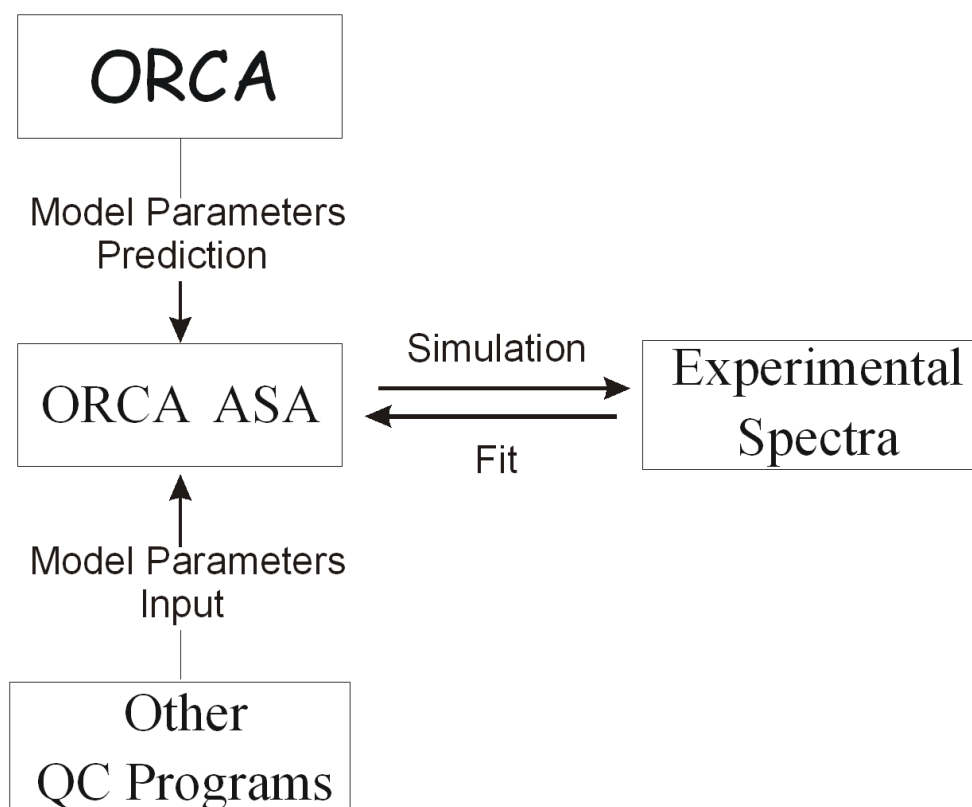 ORCA
Model Parameters
Prediction
ORCA ASA
Simulation
Fit
Experimental
Spectra
Model Parameters
Input
Other
QC Programs